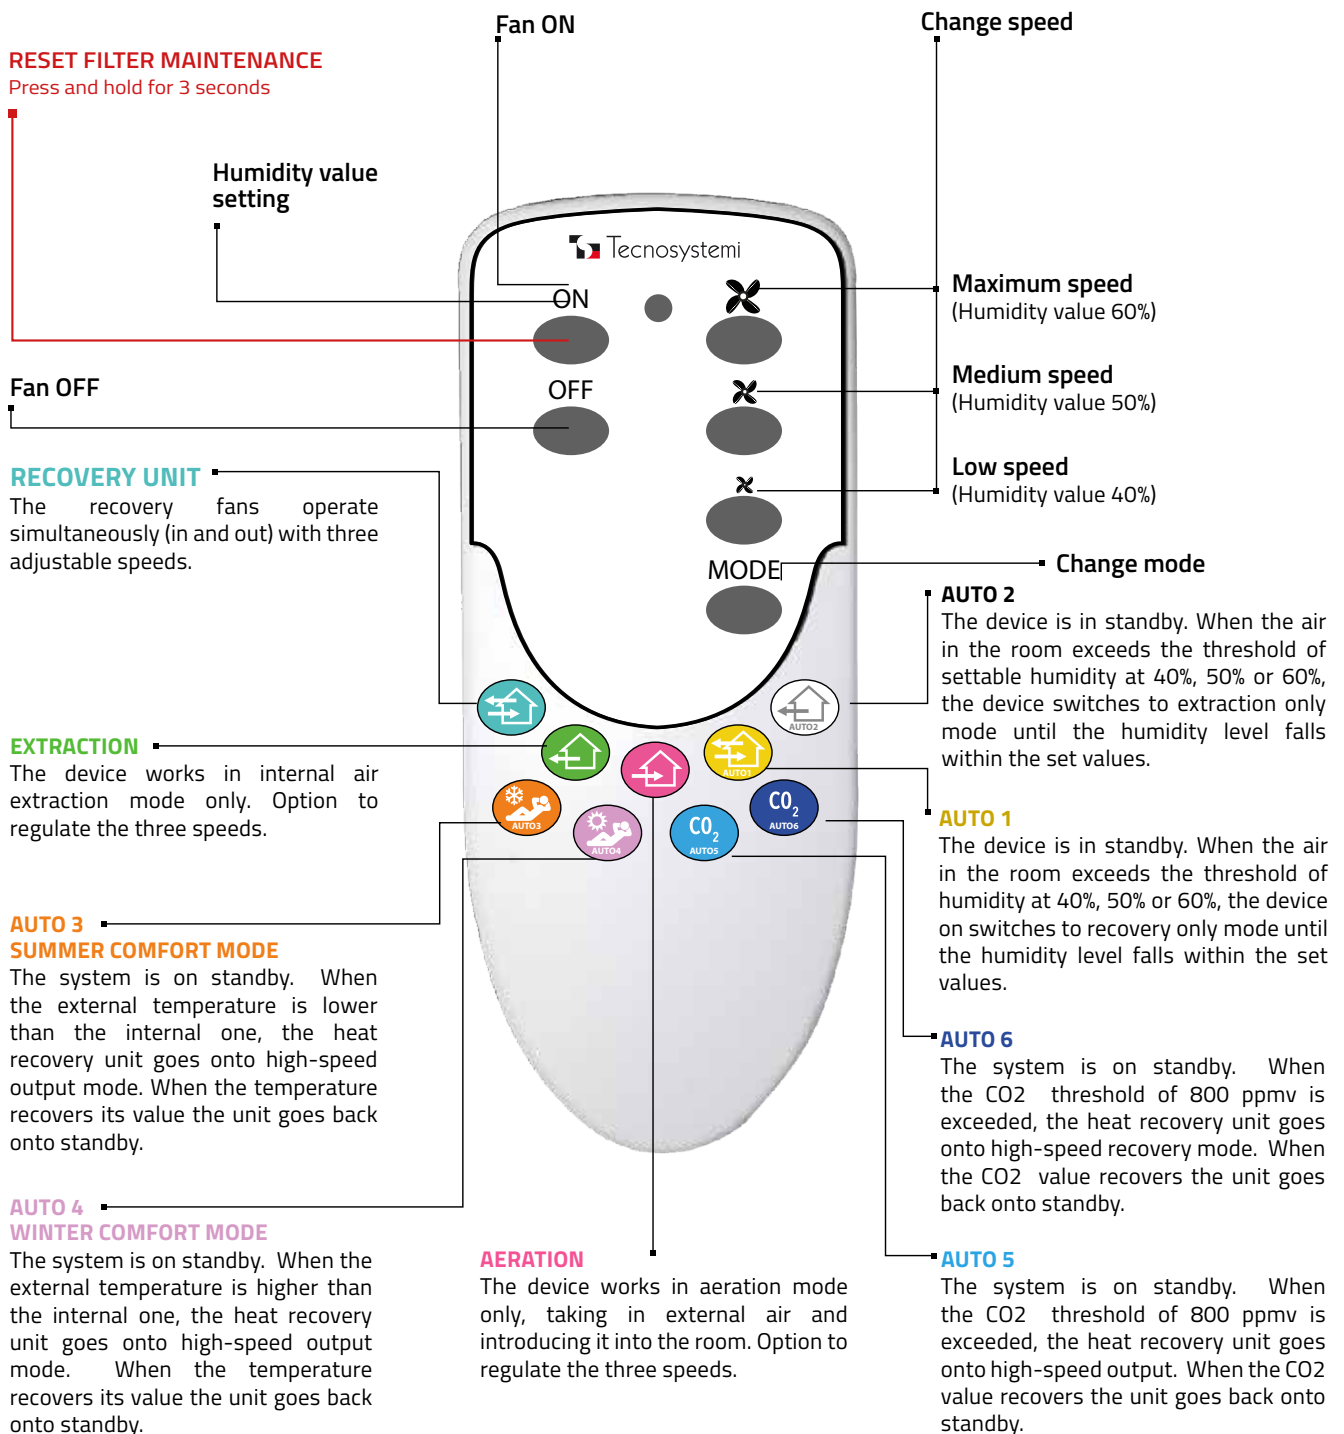 Fan ON
Change speed
RESET FILTER MAINTENANCE
Press and hold for 3 seconds
Humidity value
setting
Tecnosystemi
ON
Maximum speed
(Humidity value 60%)
Fan OFF
OFF
Medium speed
(Humidity value 50%)
Low speed
(Humidity value 40%)
RECOVERY UNIT
The recovery fans operate
simultaneously (in and out) with three
adjustable speeds.
MODE
Change mode
AUTO 2
The device is in standby. When the air
in the room exceeds the threshold of
settable humidity at 40%, 50% or 60%,
the device switches to extraction only
mode until the humidity level falls
within the set values.
AUTO2
EXTRACTION
The device works in internal air
extraction mode only. Option to
regulate the three speeds.
AUTO1
AUTO3
AUTO4
CO2
AUTO5
CO2
AUTO6
AUTO 1
The device is in standby. When the air
in the room exceeds the threshold of
humidity at 40%, 50% or 60%, the device
on switches to recovery only mode until
the humidity level falls within the set
values.
AUTO 3
SUMMER COMFORT MODE
The system is on standby. When
the external temperature is lower
than the internal one, the heat
recovery unit goes onto high-speed
output mode. When the temperature
recovers its value the unit goes back
onto standby.
AUTO 6
The system is on standby. When
the CO2 threshold of 800 ppmv is
exceeded, the heat recovery unit goes
onto high-speed recovery mode. When
the CO2 value recovers the unit goes
back onto standby.
AUTO 4
WINTER COMFORT MODE
The system is on standby. When the
external temperature is higher than
the internal one, the heat recovery
unit goes onto high-speed output
mode. When the temperature
recovers its value the unit goes back
onto standby.
AERATION
The device works in aeration mode
only, taking in external air and
introducing it into the room. Option to
regulate the three speeds.
AUTO 5
The system is on standby. When
the CO2 threshold of 800 ppmv is
exceeded, the heat recovery unit goes
onto high-speed output. When the CO2
value recovers the unit goes back onto
standby.